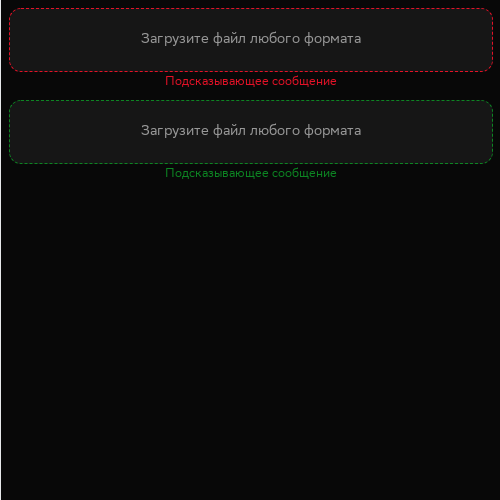 Загрузите файл любого формата
Подсказывающее сообщение
Загрузите файл любого формата
Подсказывающее сообщение